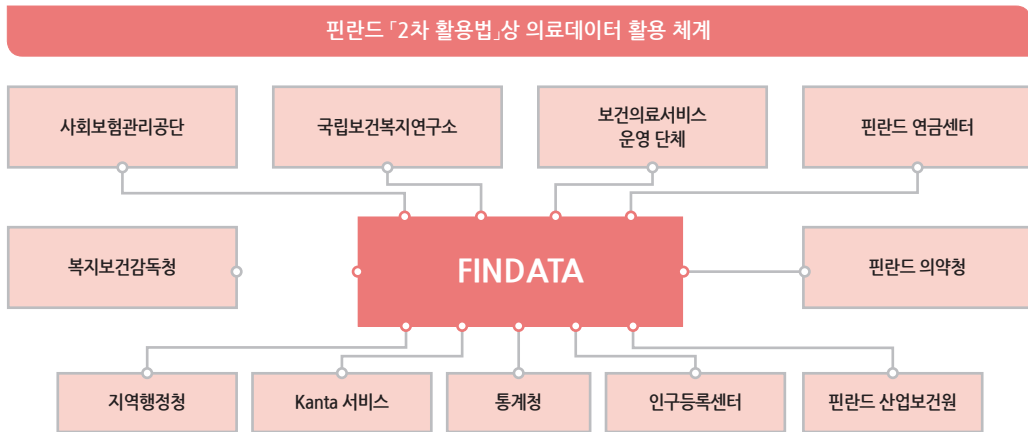 핀란드 「2차 활용법」상 의료데이터 활용 체계
사회보험관리공단
국립보건복지연구소
보건의료서비스
운영 단체
핀란드 연금센터
복지보건감독청
FINDATA
핀란드 의약청
지역행정청
Kanta 서비스
통계청
인구등록센터
핀란드 산업보건원